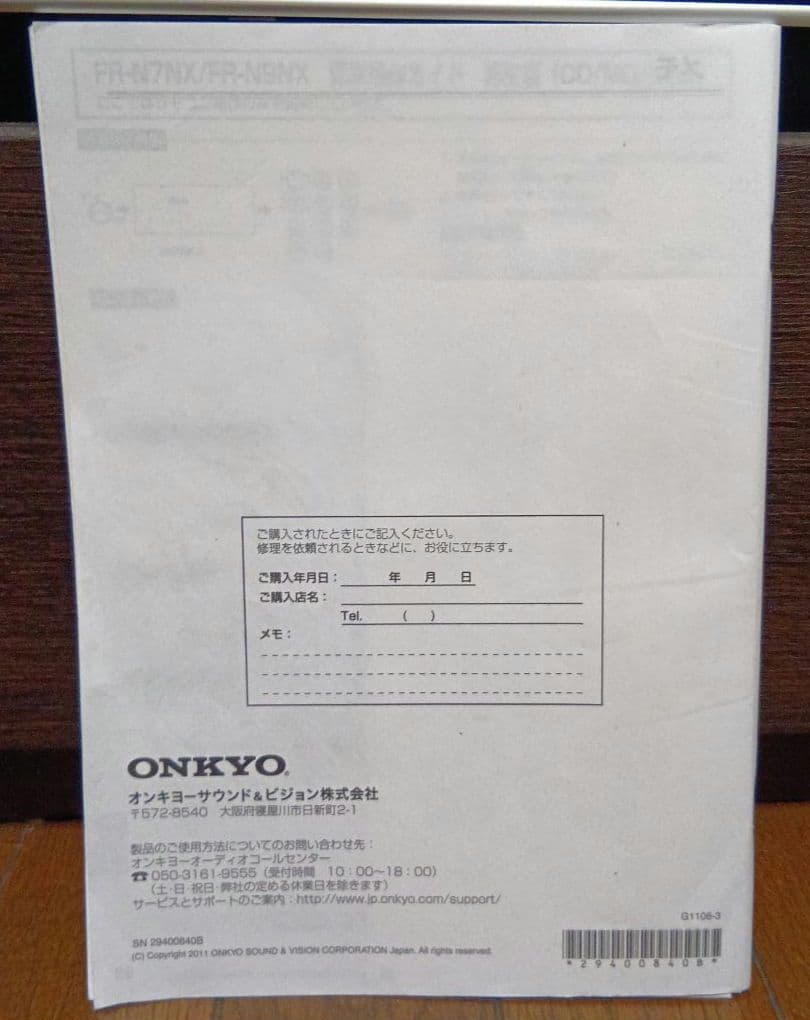 FR-N7NX/FR-N9NX
メモ
ご購入されたときにご記入ください。
修理を依頼されるときなどに、お役に立ちます。
ご購入年月日： 年 月 日
ご購入店名：
Tel. ( )
メモ：
ONKYO®
オンキヨーサウンド&ビジョン株式会社
〒572-8540 大阪府寝屋川市日新町2-1
製品のご使用方法についてのお問い合わせ先：
オンキヨーオーディオコールセンター
☎050-3161-9555（受付時間 10：00～18：00）
（土・日・祝日・弊社の定める休業日を除きます）
サービスとサポートのご案内：http://www.jp.onkyo.com/support/
G1106-3
SN 29400840B
(C) Copyright 2011 ONKYO SOUND & VISION CORPORATION Japan. All rights reserved.
*29400840B*